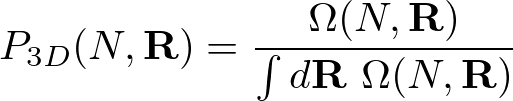 P_{3D}(N, \mathbf{R}) = \frac{\Omega(N, \mathbf{R})}{\int d\mathbf{R} \ \Omega(N, \mathbf{R})}